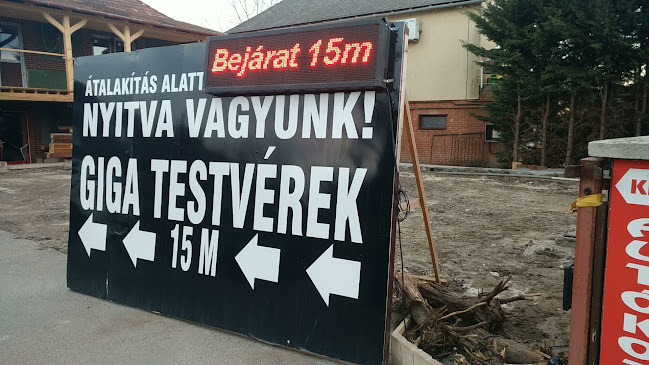 Bejárat 15m
ÁTALAKÍTÁS ALATT
NYITVA VAGYUNK!
GIGA TESTVÉREK
15 M